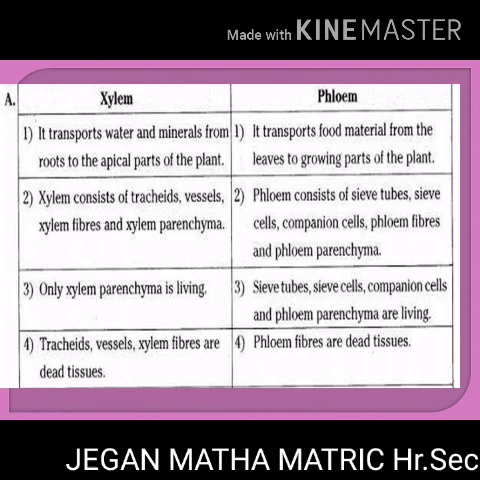 Made with KINEMASTER
A. Xylem Phloem
1) It transports water and minerals from 1) It transports food material from the
roots to the apical parts of the plant. leaves to growing parts of the plant.
2) Xylem consists of tracheids, vessels, 2) Phloem consists of sieve tubes, sieve
xylem fibres and xylem parenchyma. cells, companion cells, phloem fibres
and phloem parenchyma.
3) Only xylem parenchyma is living. 3) Sieve tubes, sieve cells, companion cells
and phloem parenchyma are living.
4) Tracheids, vessels, xylem fibres are 4) Phloem fibres are dead tissues.
dead tissues.
JEGAN MATHA MATRIC Hr.Sec